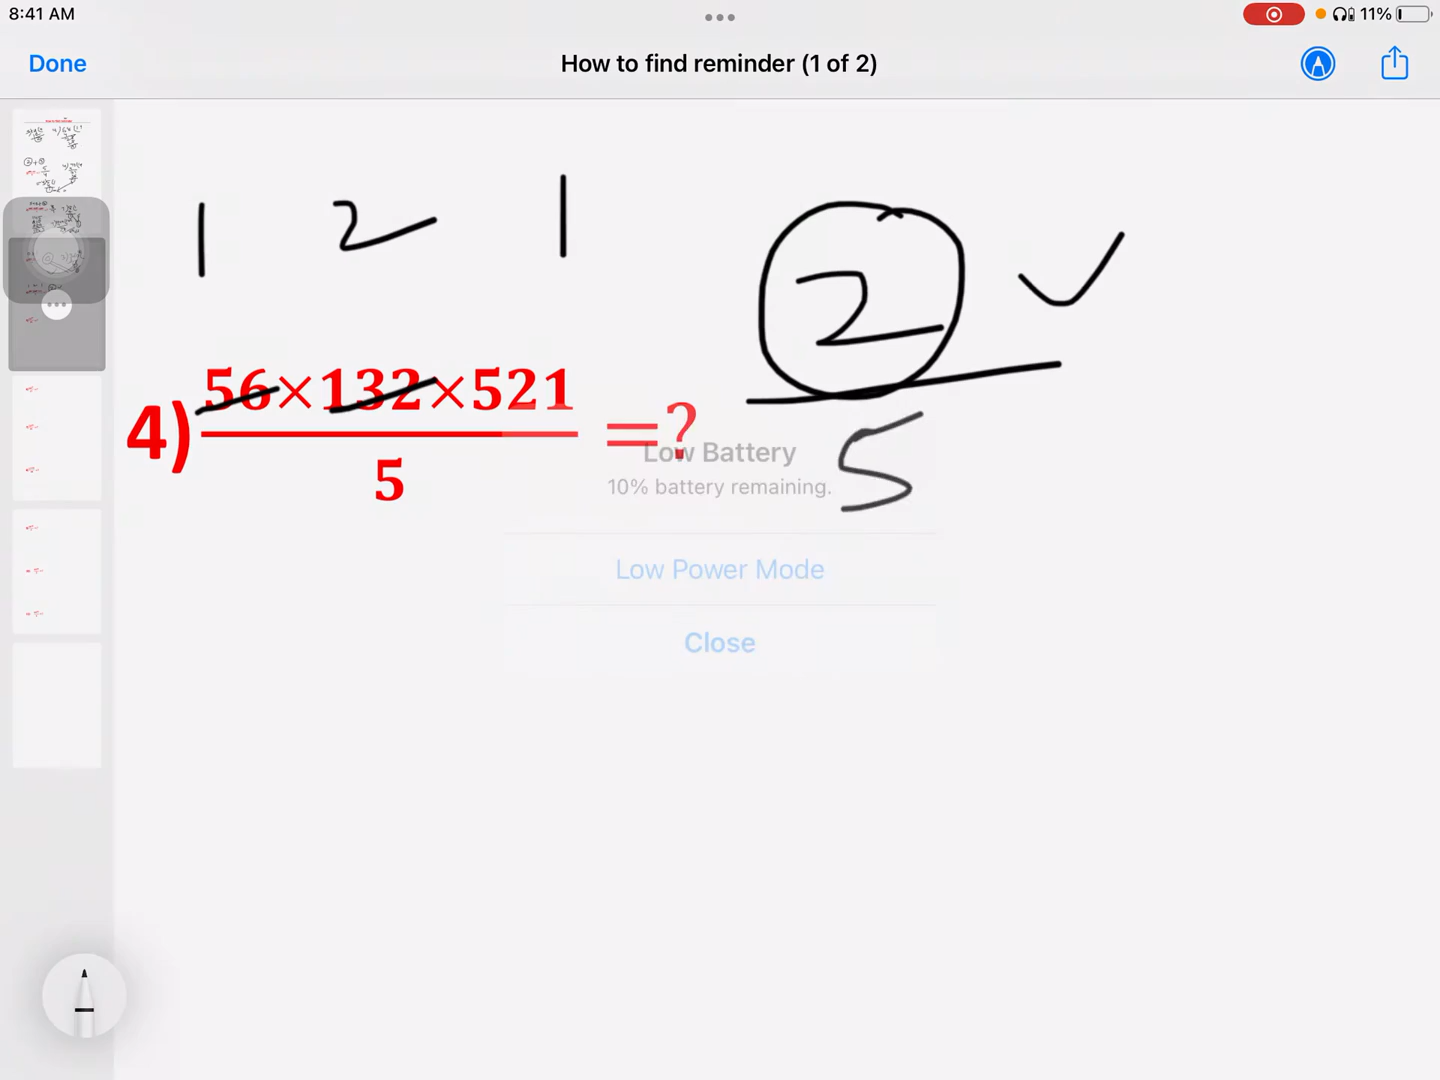 8:41 AM
11%
Done
How to find reminder (1 of 2)
1 2 1
2
5
4) 56×132×521
5
=?
Low Battery
10% battery remaining.
Low Power Mode
Close